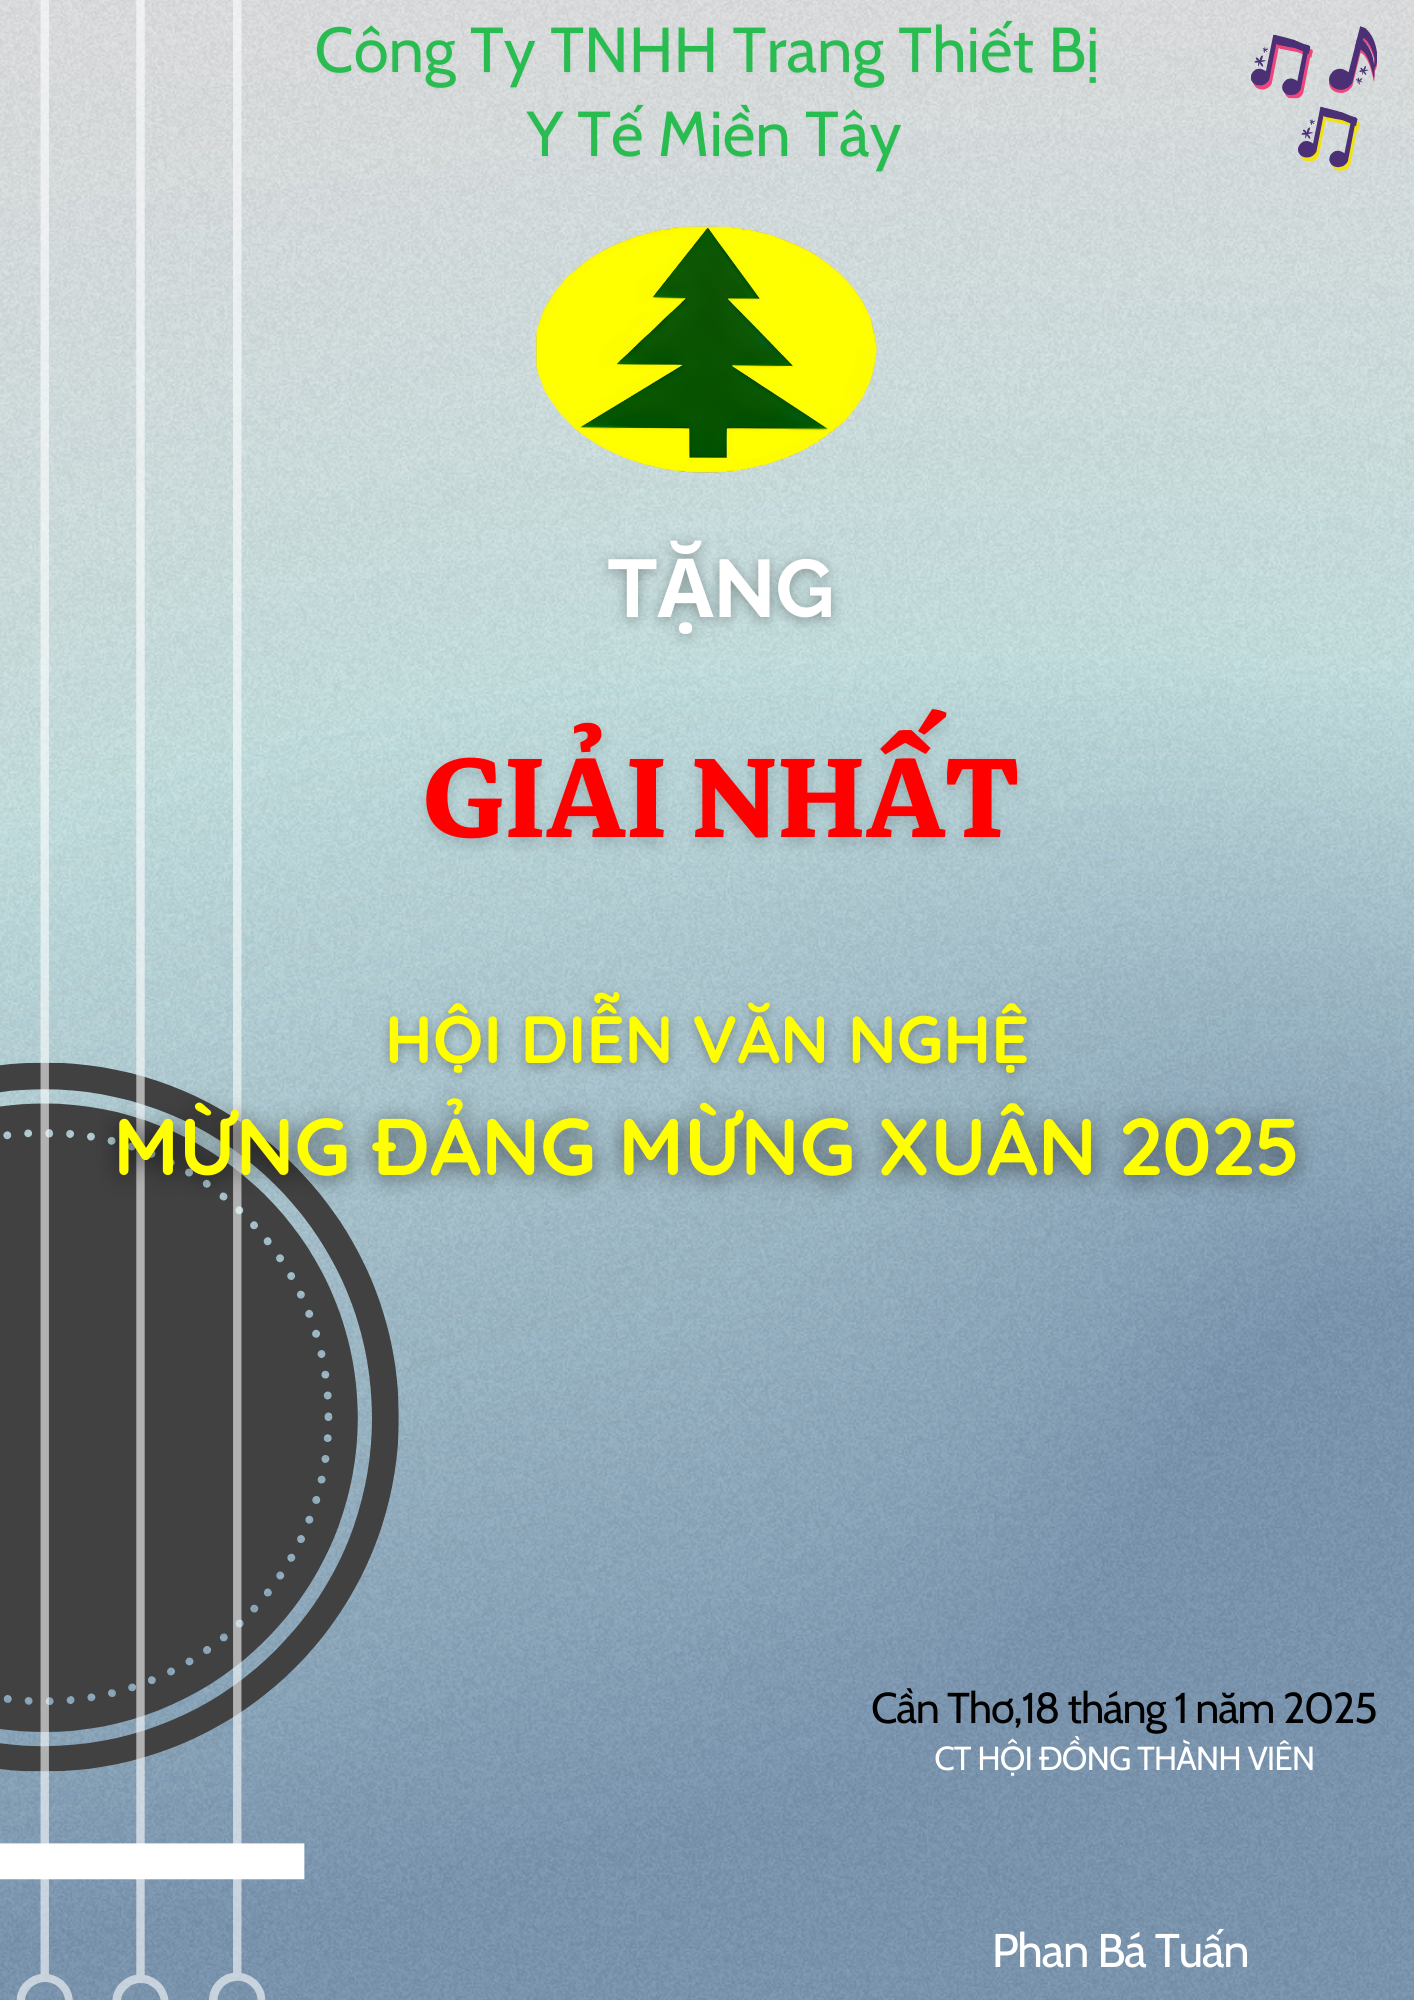 Công Ty TNHH Trang Thiết Bị
Y Tế Miền Tây
TẶNG
GIẢI NHẤT
HỘI DIỄN VĂN NGHỆ
MỪNG ĐẢNG MỪNG XUÂN 2025
Cần Thơ,18 tháng 1 năm 2025
CT HỘI ĐỒNG THÀNH VIÊN
Phan Bá Tuấn